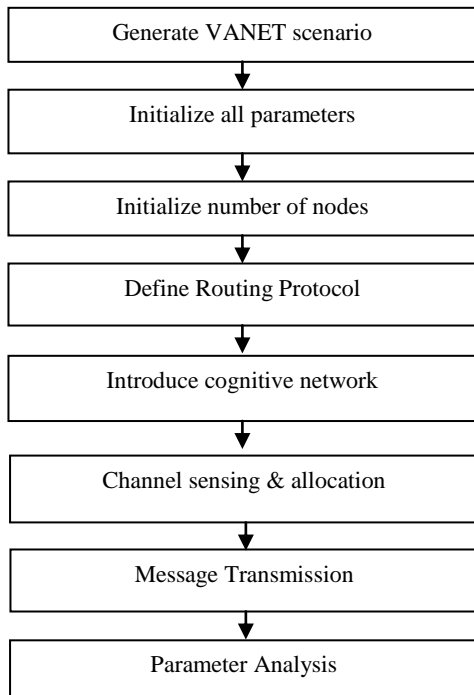 Generate VANET scenario
Initialize all parameters
Initialize number of nodes
Define Routing Protocol
Introduce cognitive network
Channel sensing & allocation
Message Transmission
Parameter Analysis